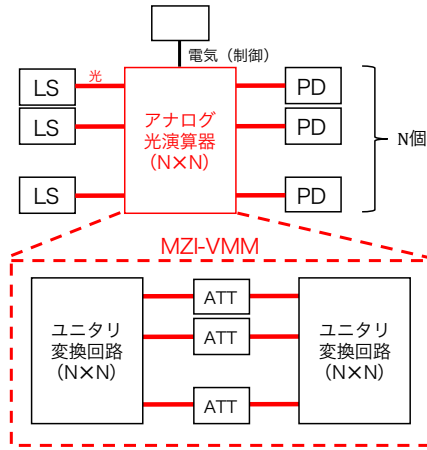 電気（制御）
LS
光
PD
LS
アナログ
光演算器
（N×N）
PD
N個
LS
PD
MZI-VMM
ATT
ユニタリ
変換回路
（N×N）
ATT
ユニタリ
変換回路
（N×N）
ATT